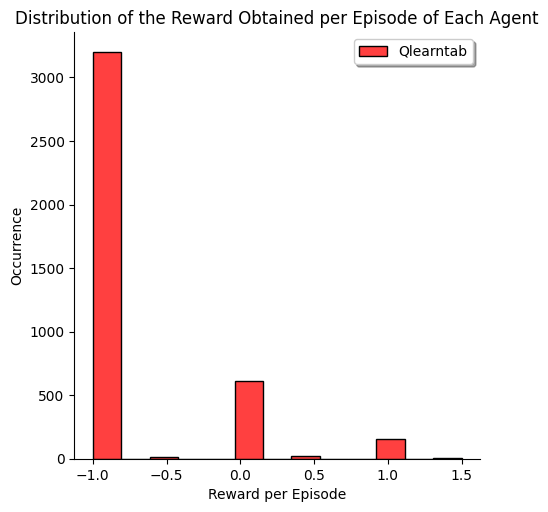 Distribution of the Reward Obtained per Episode of Each Agent
Qlearntab
3000
2500
2000
1500
1000
500
0
Occurrence
−1.0 −0.5 0.0 0.5 1.0 1.5
Reward per Episode